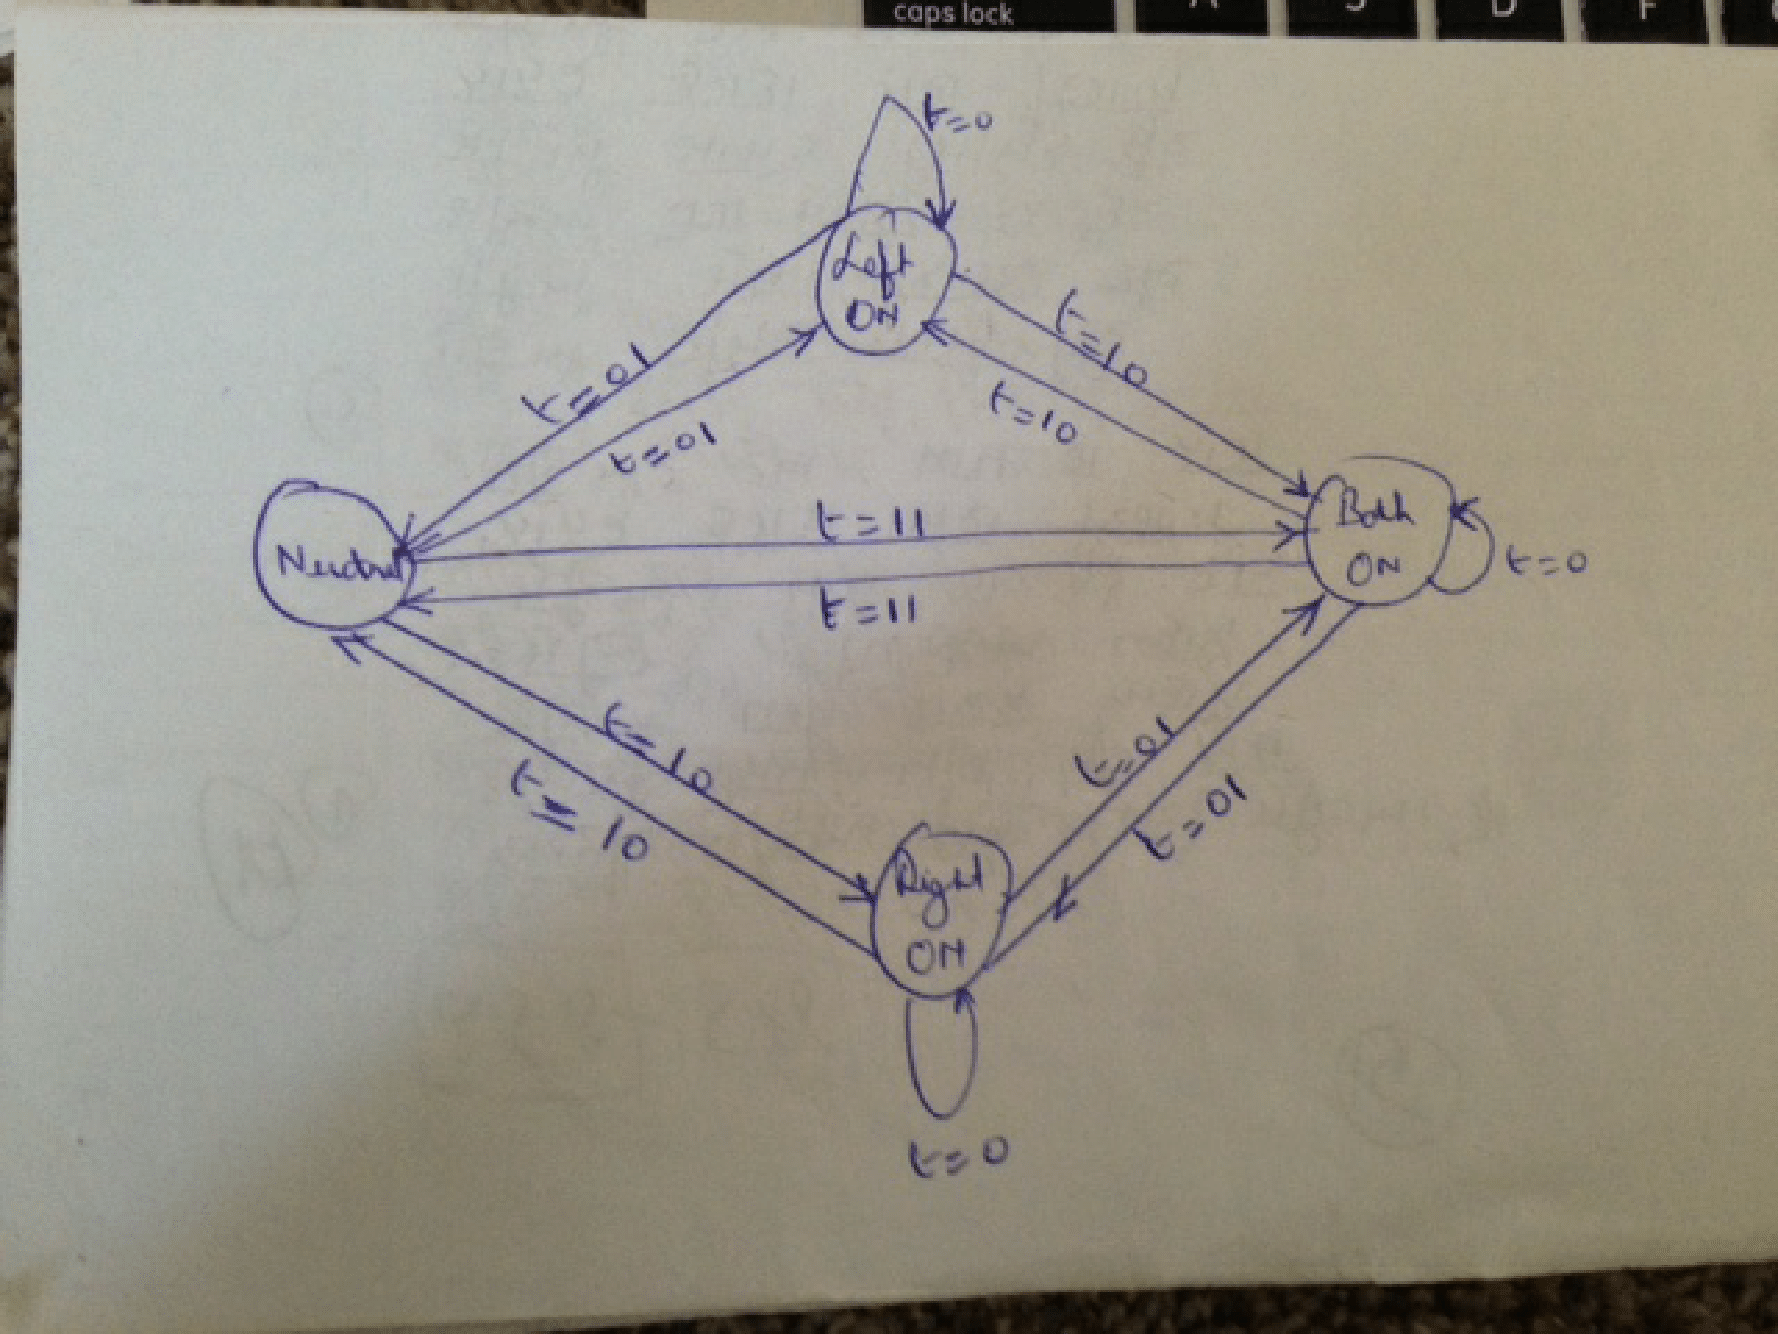 caps lock
A
D
F
t=0
Left
ON
t=10
t=01
t=10
t=01
t=11
Both
ON
t=0
Neutral
t=11
t=10
t=01
t=10
t=01
Right
ON
t=0